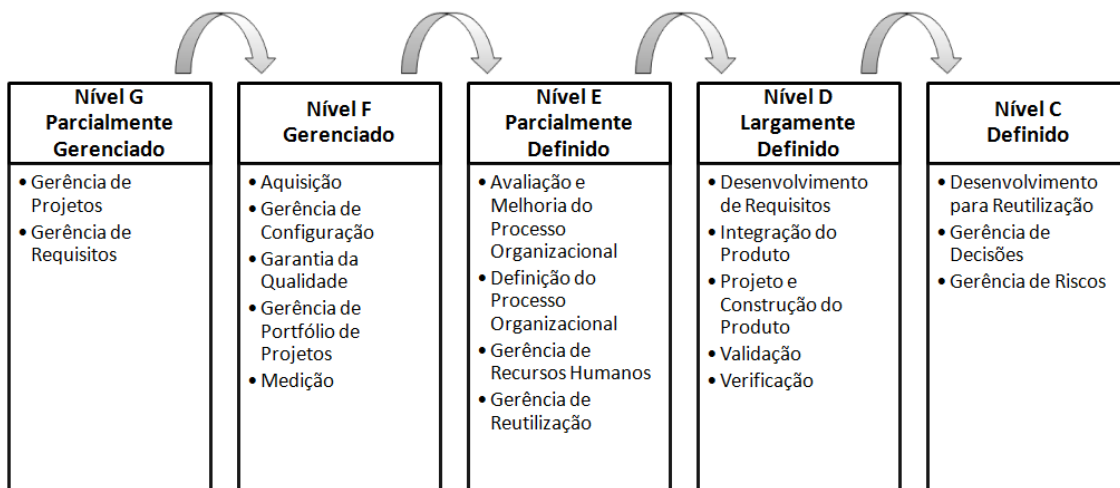 Nível G
Parcialmente
Gerenciado
• Gerência de
Projetos
• Gerência de
Requisitos
Nível F
Gerenciado
• Aquisição
• Gerência de
Configuração
• Garantia da
Qualidade
• Gerência de
Portfólio de
Projetos
• Medição
Nível E
Parcialmente
Definido
• Avaliação e
Melhoria do
Processo
Organizacional
• Definição do
Processo
Organizacional
• Gerência de
Recursos Humanos
• Gerência de
Reutilização
Nível D
Largamente
Definido
• Desenvolvimento
de Requisitos
• Integração do
Produto
• Projeto e
Construção do
Produto
• Validação
• Verificação
Nível C
Definido
• Desenvolvimento
para Reutilização
• Gerência de
Decisões
• Gerência de Riscos